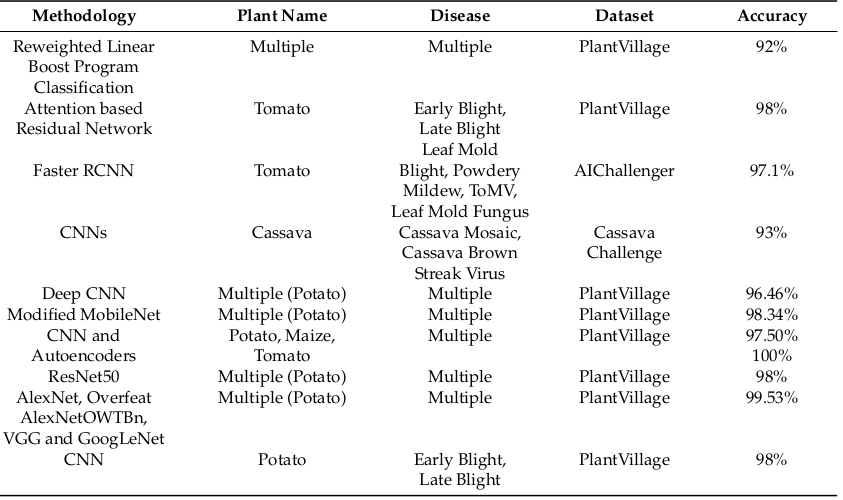 Methodology Plant Name Disease Dataset Accuracy
Reweighted Linear Multiple Multiple PlantVillage 92%
Boost Program
Classification
Attention based Tomato Early Blight, PlantVillage 98%
Residual Network Late Blight
Leaf Mold
Faster RCNN Tomato Blight, Powdery AIChallenger 97.1%
Mildew, ToMV,
Leaf Mold Fungus
CNNs Cassava Cassava Mosaic, Cassava 93%
Cassava Brown Challenge
Streak Virus
Deep CNN Multiple (Potato) Multiple PlantVillage 96.46%
Modified MobileNet Multiple (Potato) Multiple PlantVillage 98.34%
CNN and Potato, Maize, Multiple PlantVillage 97.50%
Autoencoders Tomato 100%
ResNet50 Multiple (Potato) Multiple PlantVillage 98%
AlexNet, Overfeat Multiple (Potato) Multiple PlantVillage 99.53%
AlexNetOWTBn,
VGG and GoogLeNet
CNN Potato Early Blight, PlantVillage 98%
Late Blight